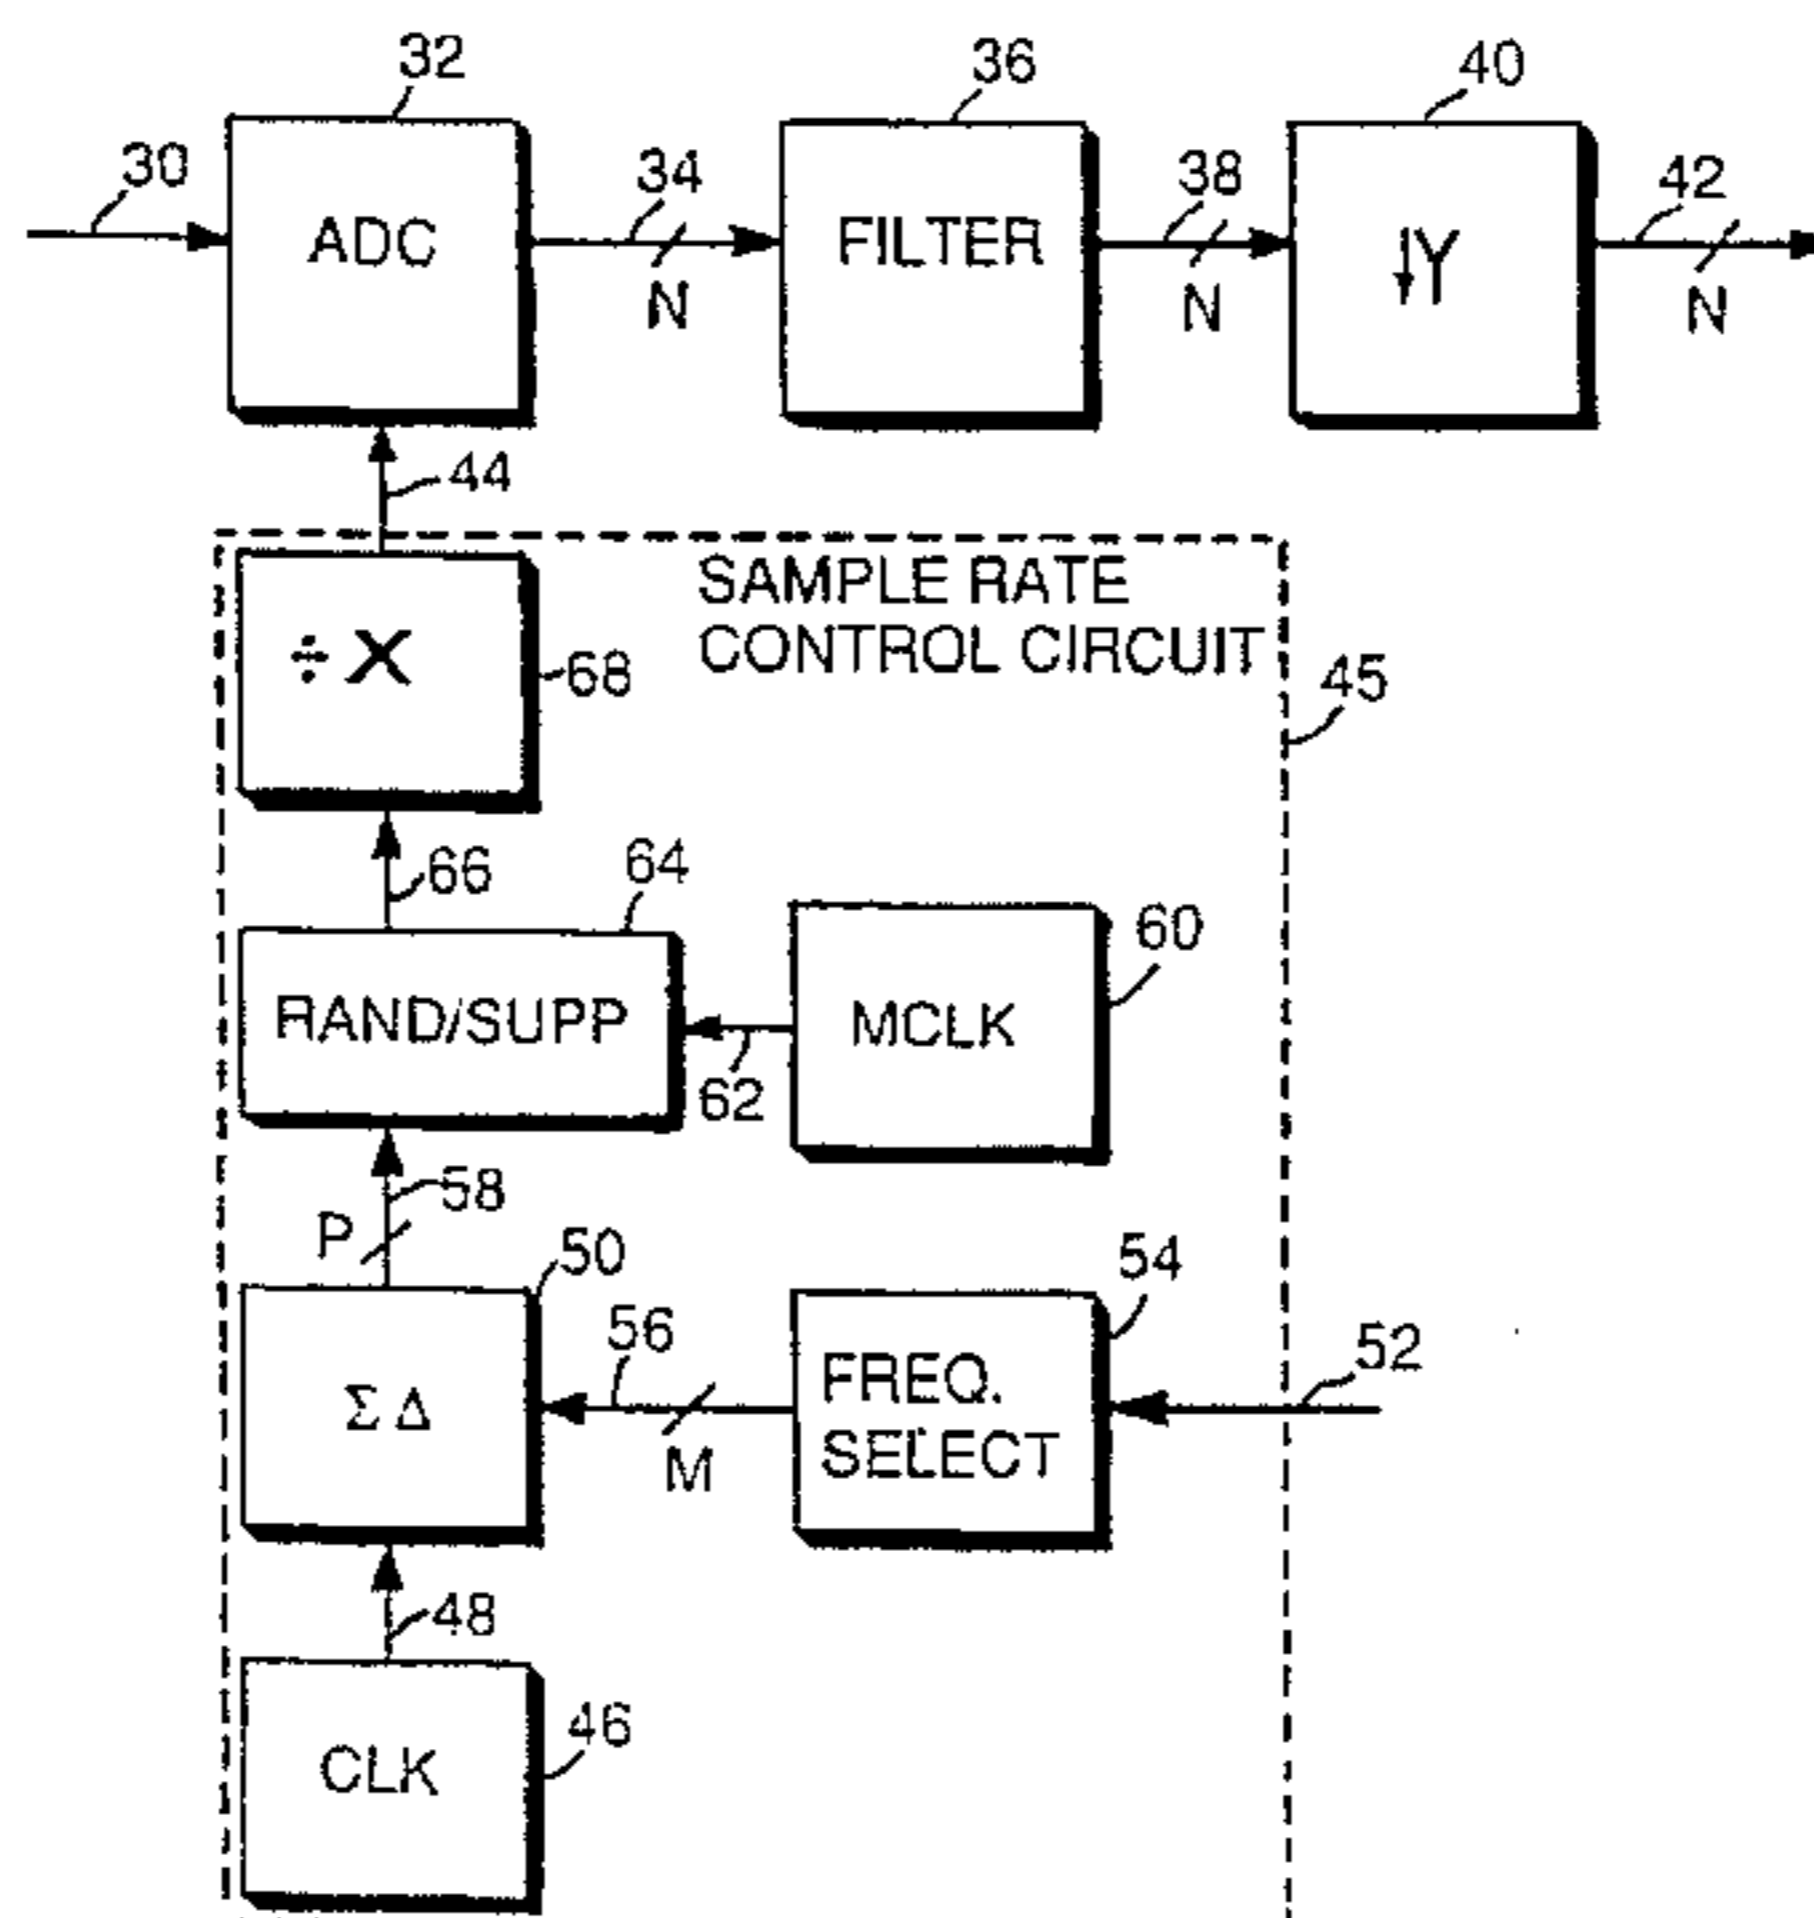 32
36
40
30
34
38
42
ADC
FILTER
↓Y
N
N
N
44
SAMPLE RATE
CONTROL CIRCUIT
÷X
68
45
66
64
60
RAND/SUPP
MCLK
62
58
P
50
54
56
52
FREQ.
SELECT
ΣΔ
M
48
46
CLK